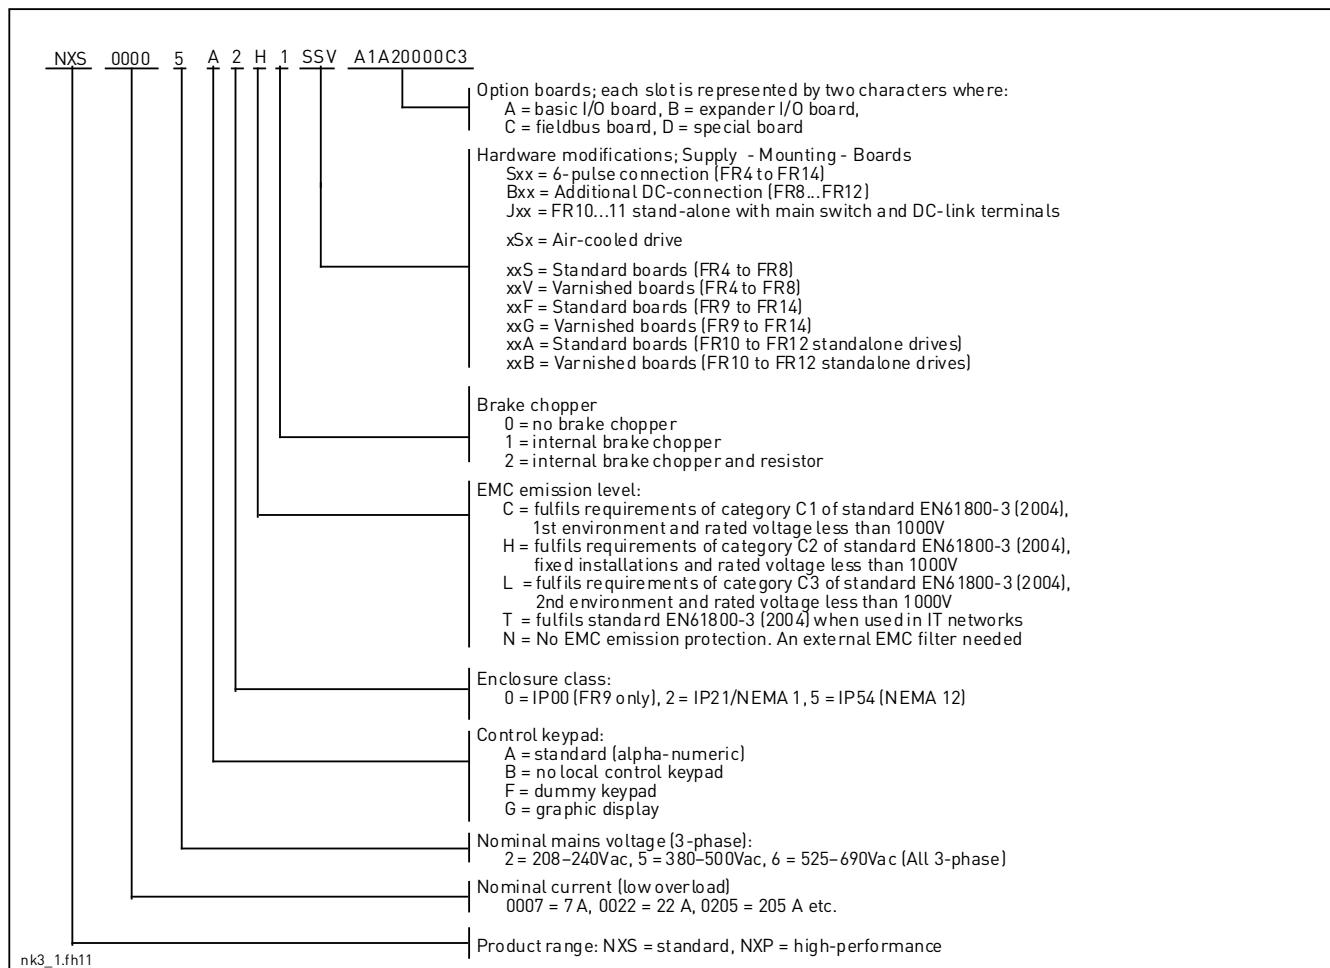 NXS 0000 5 A 2 H 1 SSV A1A20000C3
Option boards; each slot is represented by two characters where:
A = basic I/O board, B = expander I/O board,
C = fieldbus board, D = special board
Hardware modifications; Supply - Mounting - Boards
Sxx = 6-pulse connection (FR4 to FR14)
Bxx = Additional DC-connection (FR8...FR12)
Jxx = FR10...11 stand-alone with main switch and DC-link terminals
xSx = Air-cooled drive
xxS = Standard boards (FR4 to FR8)
xxV = Varnished boards (FR4 to FR8)
xxF = Standard boards (FR9 to FR14)
xxG = Varnished boards (FR9 to FR14)
xxA = Standard boards (FR10 to FR12 standalone drives)
xxB = Varnished boards (FR10 to FR12 standalone drives)
Brake chopper
0 = no brake chopper
1 = internal brake chopper
2 = internal brake chopper and resistor
EMC emission level:
C = fulfils requirements of category C1 of standard EN61800-3 (2004),
1st environment and rated voltage less than 1000V
H = fulfils requirements of category C2 of standard EN61800-3 (2004),
fixed installations and rated voltage less than 1000V
L = fulfils requirements of category C3 of standard EN61800-3 (2004),
2nd environment and rated voltage less than 1000V
T = fulfils standard EN61800-3 (2004) when used in IT networks
N = No EMC emission protection. An external EMC filter needed
Enclosure class:
0 = IP00 (FR9 only), 2 = IP21/NEMA 1, 5 = IP54 (NEMA 12)
Control keypad:
A = standard (alpha-numeric)
B = no local control keypad
F = dummy keypad
G = graphic display
Nominal mains voltage (3-phase):
2 = 208–240Vac, 5 = 380–500Vac, 6 = 525–690Vac (All 3-phase)
Nominal current (low overload)
0007 = 7 A, 0022 = 22 A, 0205 = 205 A etc.
Product range: NXS = standard, NXP = high-performance
nk3_1.fh11